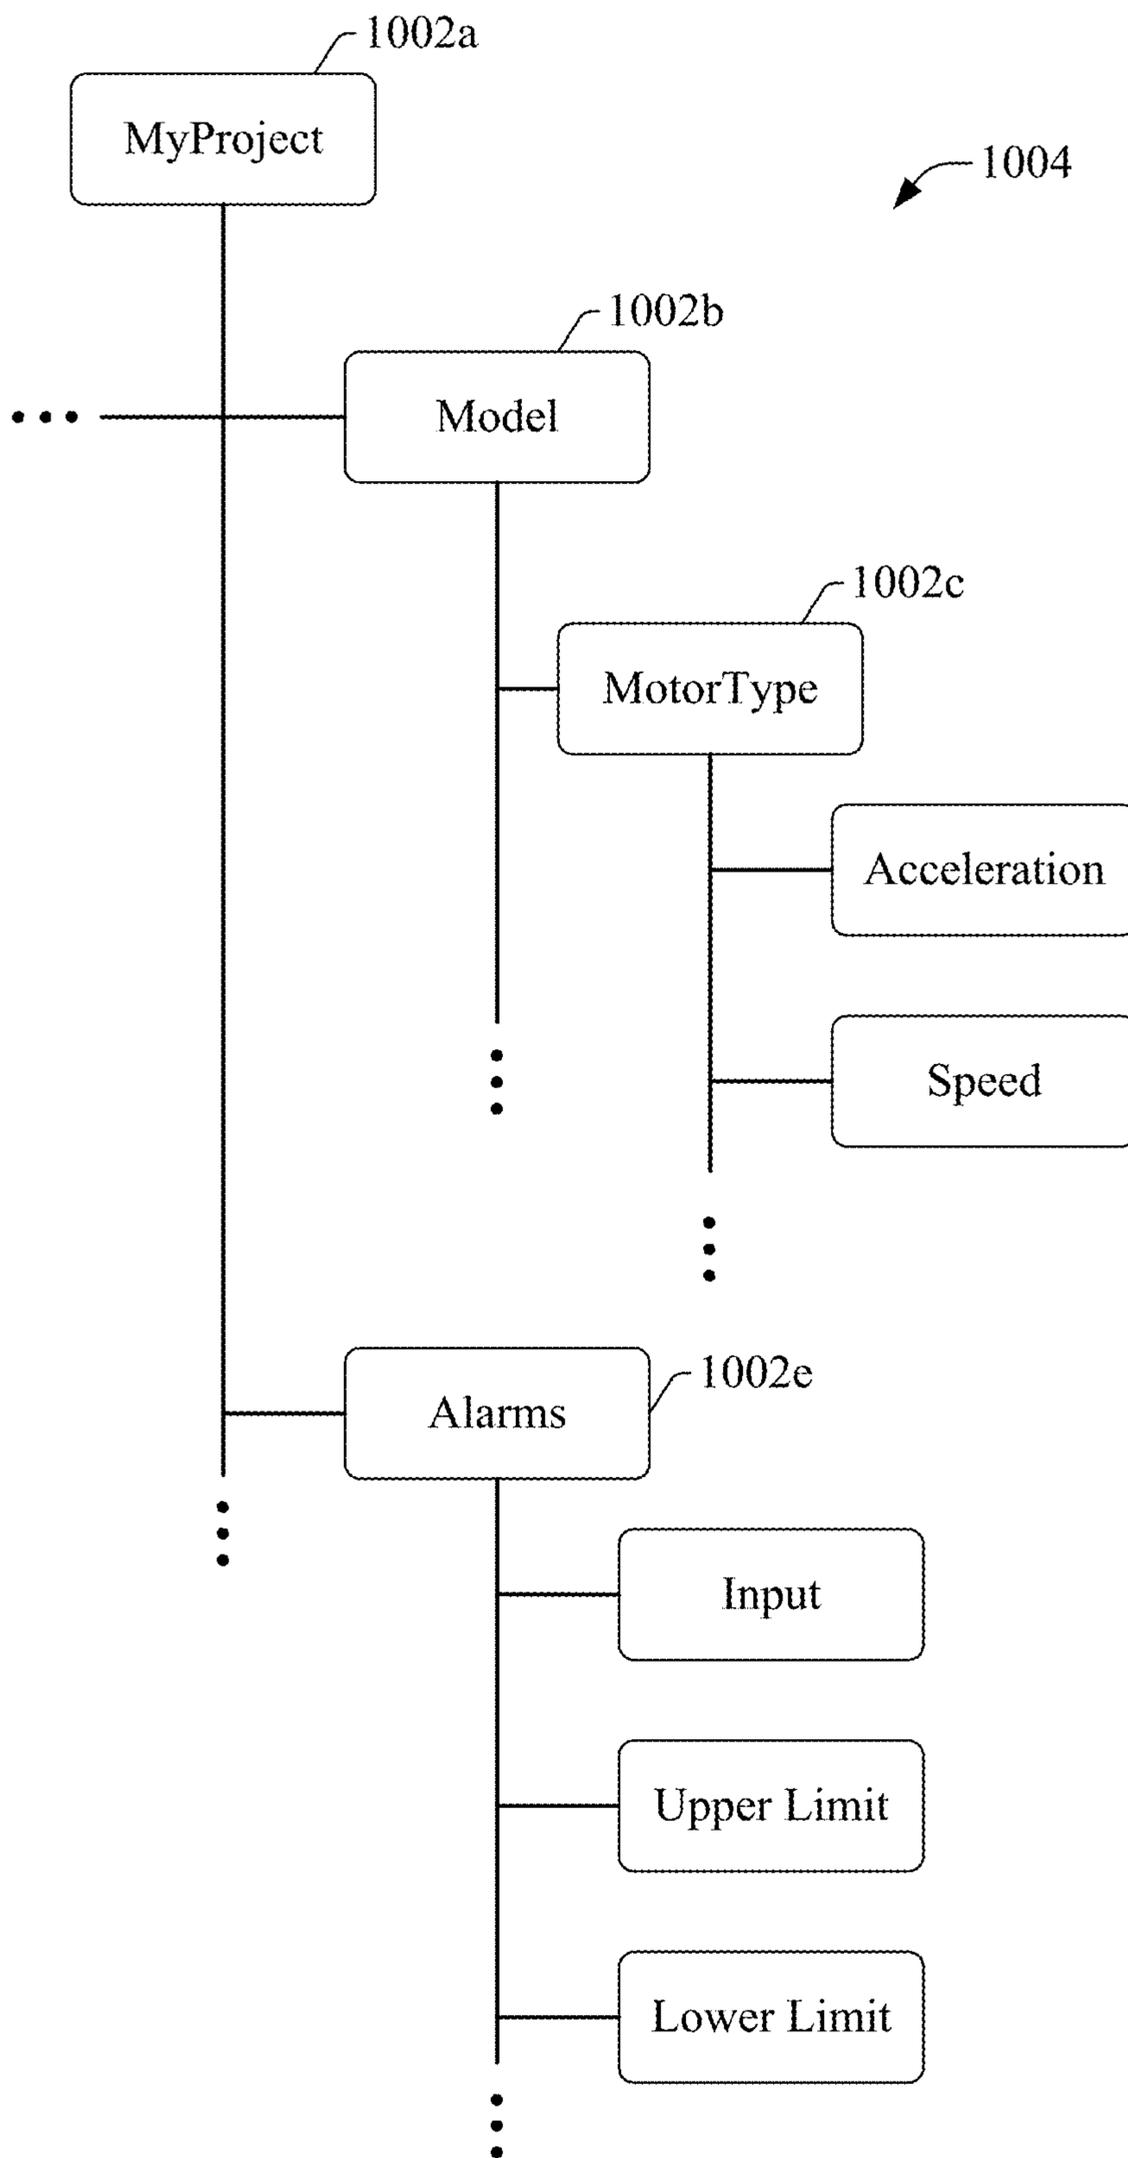 1002a
MyProject
1004
1002b
Model
1002c
MotorType
Acceleration
Speed
1002e
Alarms
Input
Upper Limit
Lower Limit